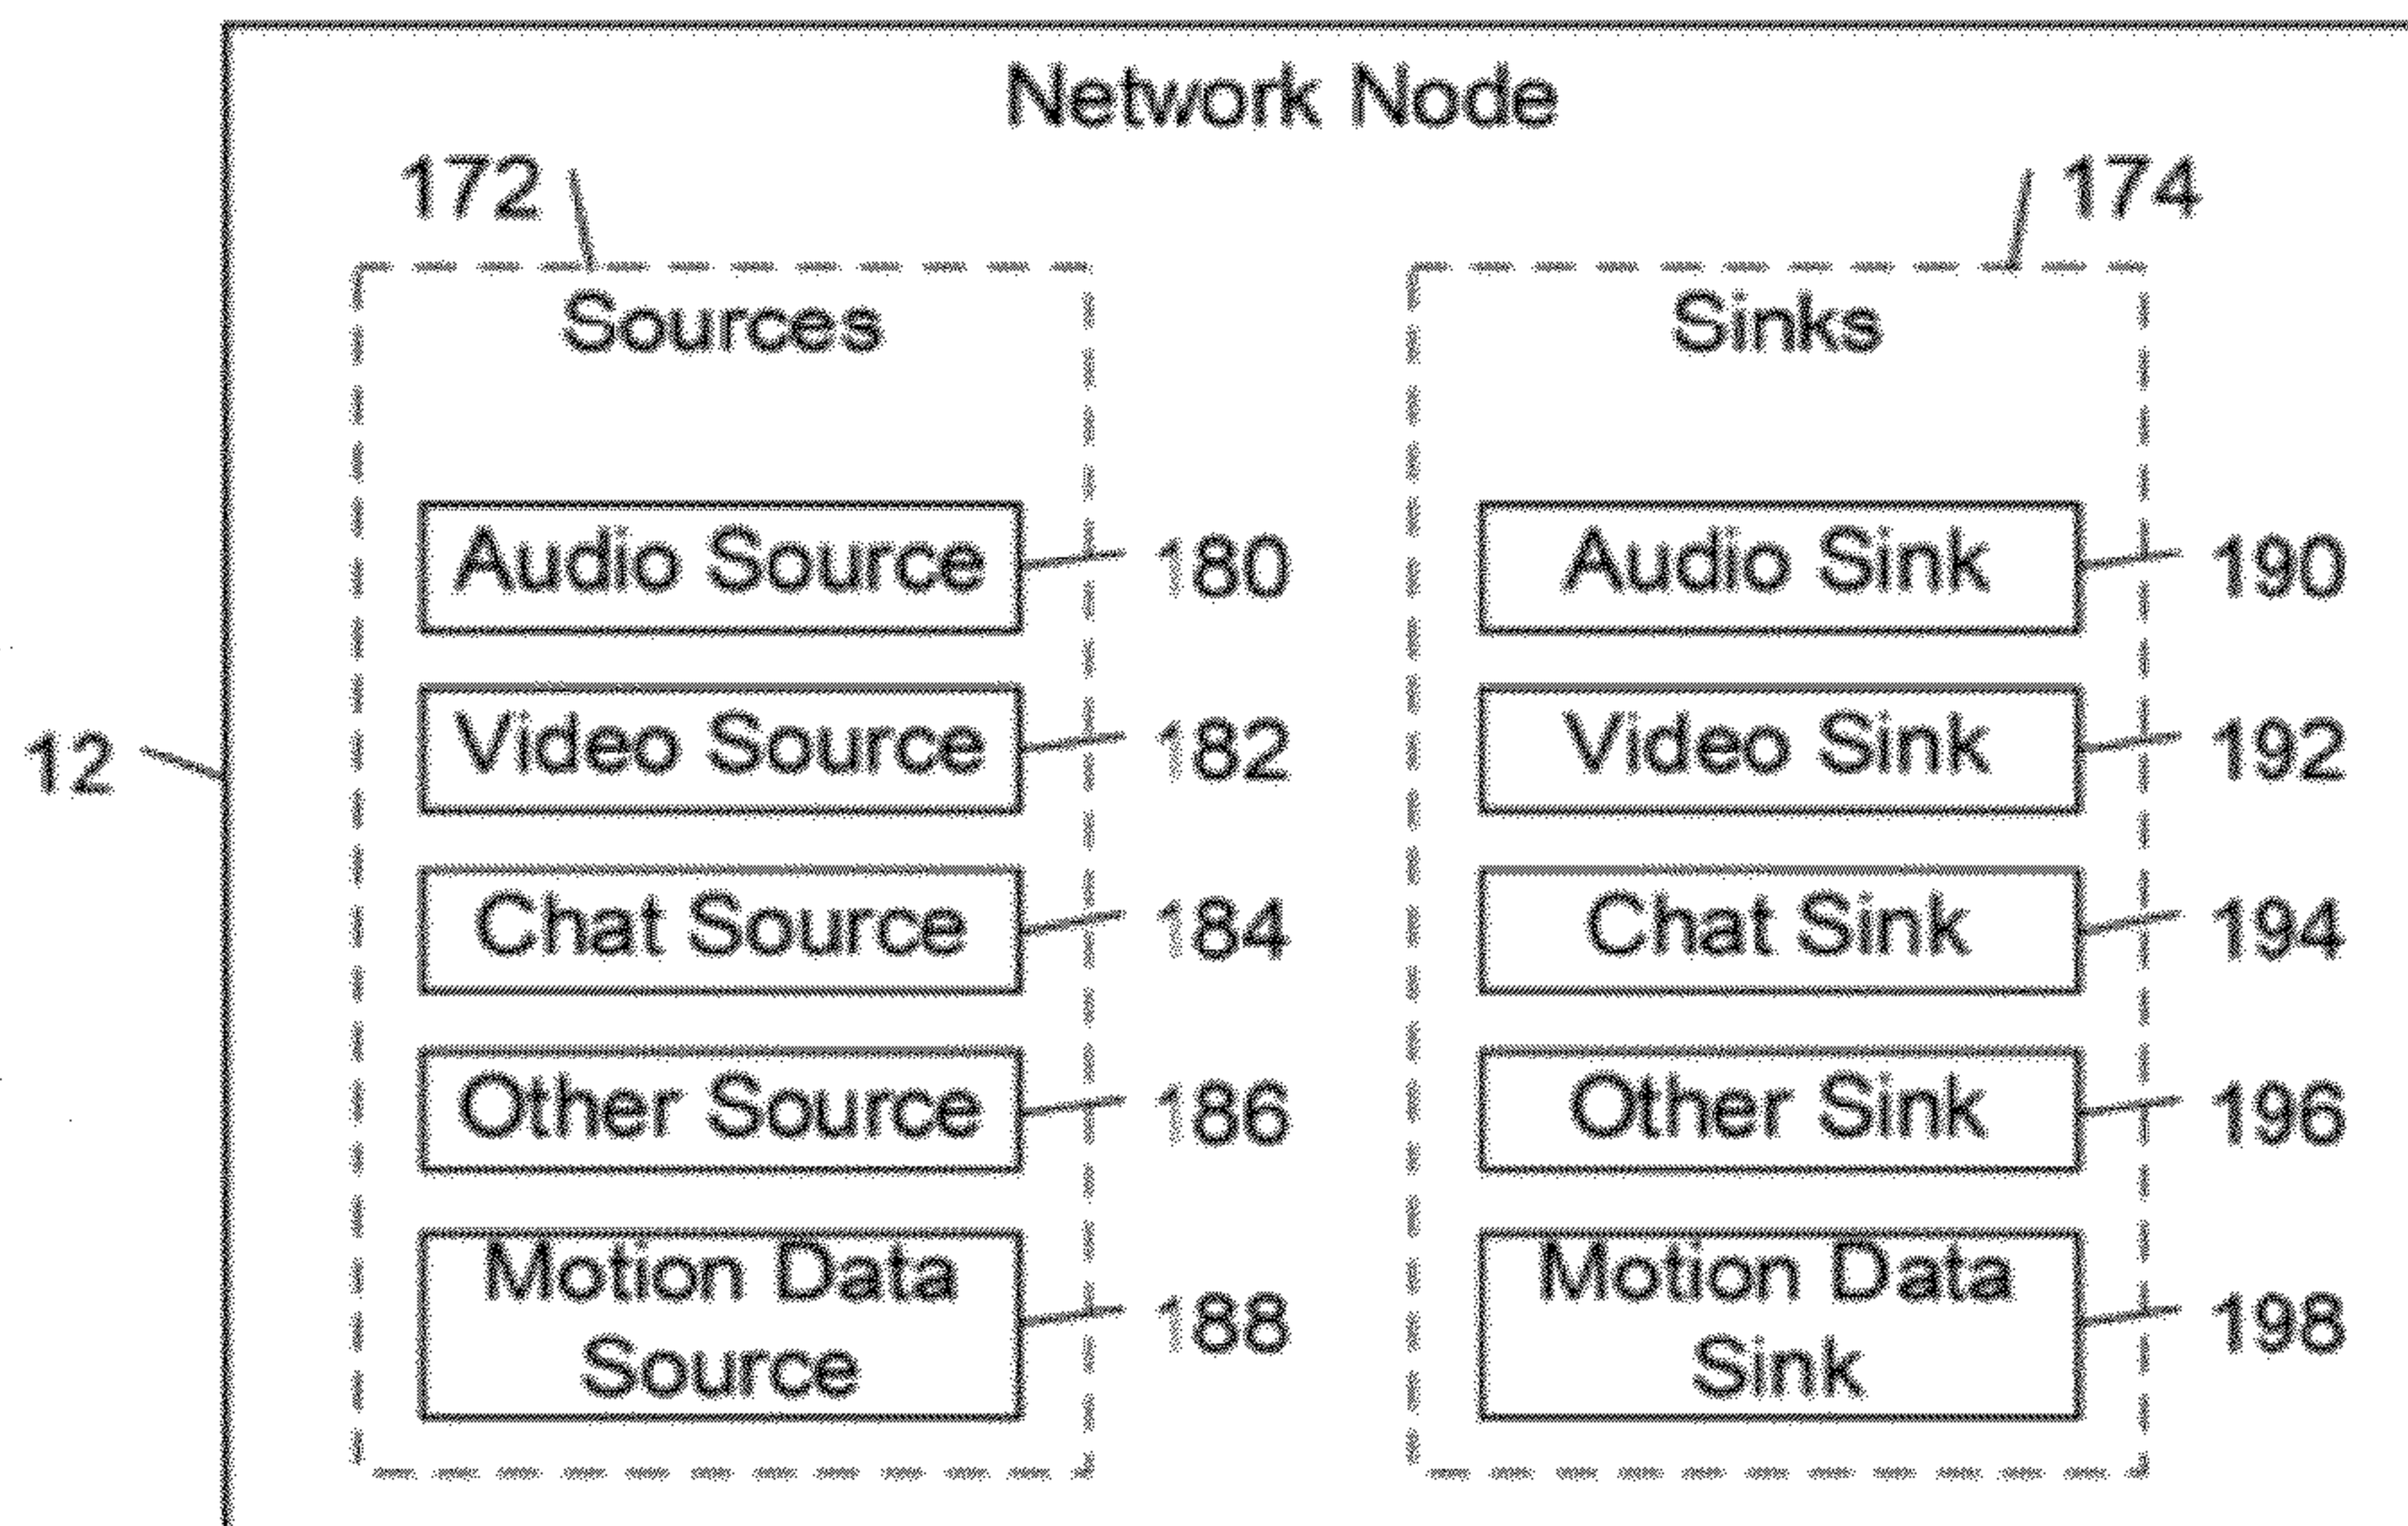 Network Node
172
174
Sources
Sinks
Audio Source
180
Audio Sink
190
Video Source
182
Video Sink
192
12
Chat Source
184
Chat Sink
194
Other Source
186
Other Sink
196
Motion Data
Source
188
Motion Data
Sink
198